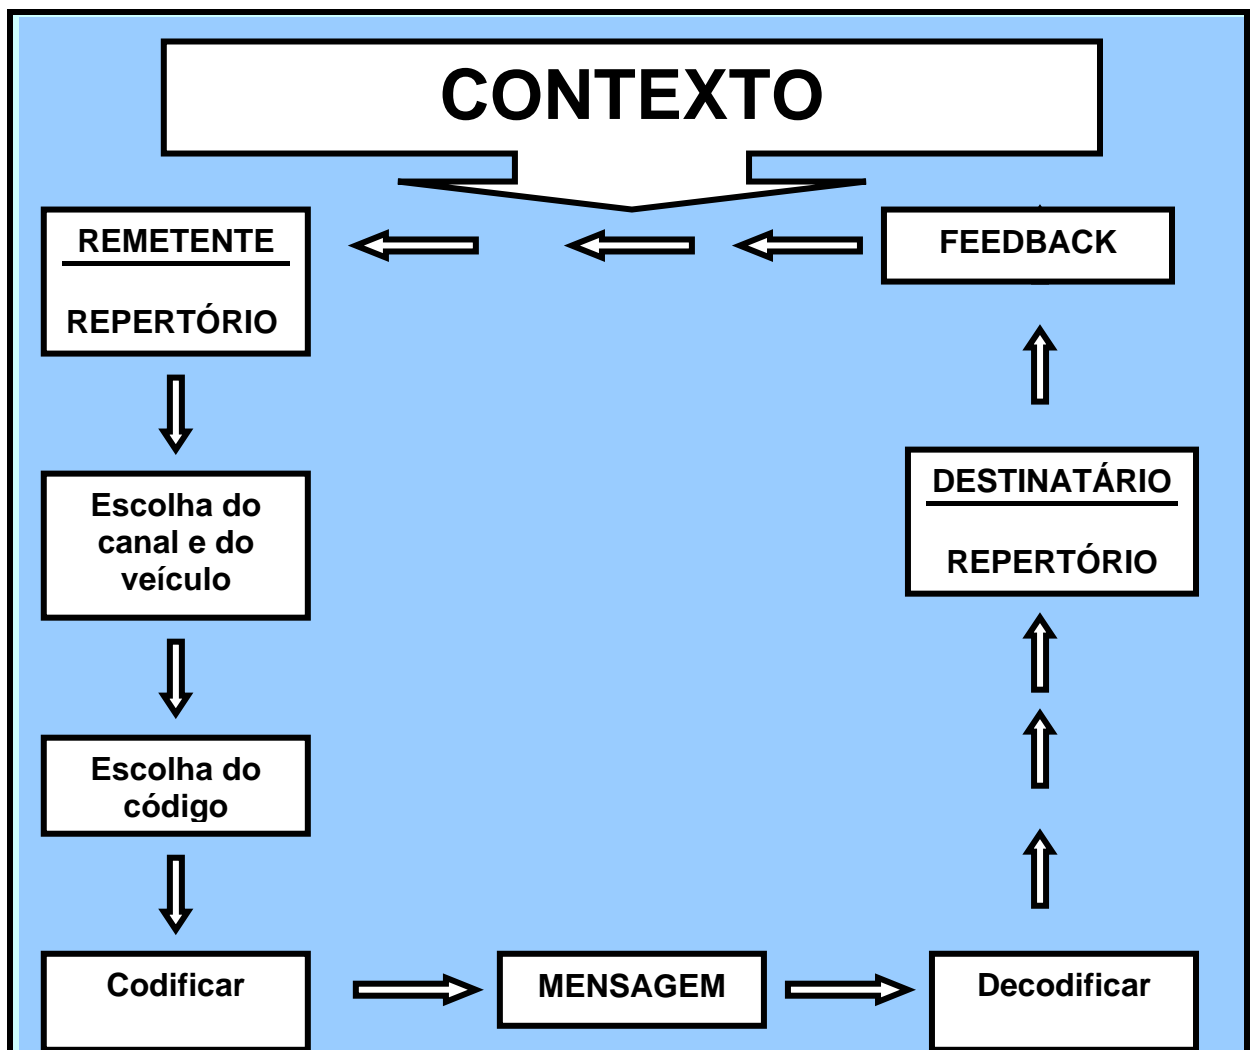 CONTEXTO
REMETENTE
REPERTÓRIO
FEEDBACK
Escolha do
canal e do
veículo
DESTINATÁRIO
REPERTÓRIO
Escolha do
código
Codificar
MENSAGEM
Decodificar